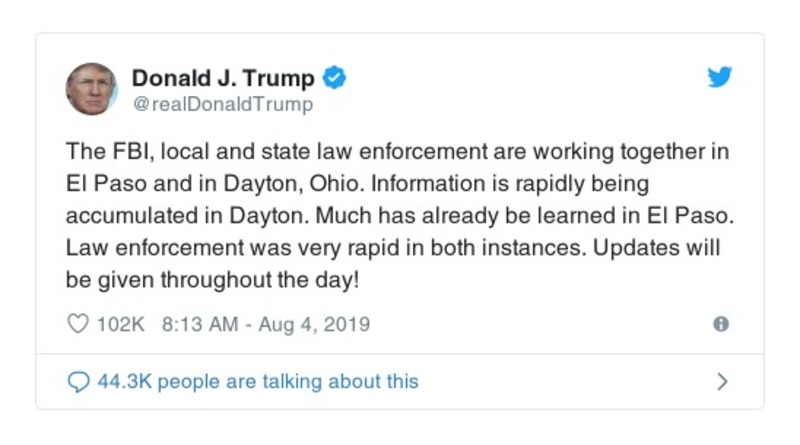 Donald J. Trump
@realDonaldTrump
The FBI, local and state law enforcement are working together in
El Paso and in Dayton, Ohio. Information is rapidly being
accumulated in Dayton. Much has already be learned in El Paso.
Law enforcement was very rapid in both instances. Updates will
be given throughout the day!
102K 8:13 AM - Aug 4, 2019
44.3K people are talking about this